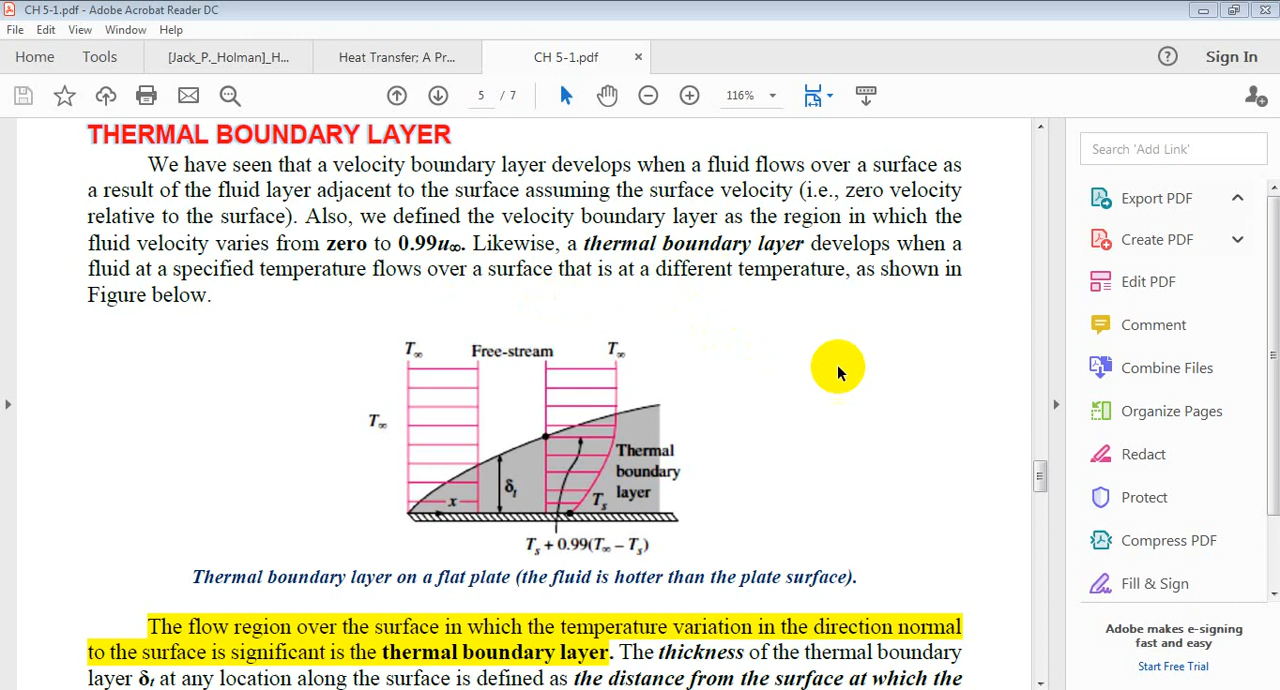 CH 5-1.pdf - Adobe Acrobat Reader DC
File Edit View Window Help
Home Tools [Jack_P._Holman]_H... Heat Transfer; A Pr... CH 5-1.pdf × ? Sign In
5 / 7 116%
THERMAL BOUNDARY LAYER
We have seen that a velocity boundary layer develops when a fluid flows over a surface as
a result of the fluid layer adjacent to the surface assuming the surface velocity (i.e., zero velocity
relative to the surface). Also, we defined the velocity boundary layer as the region in which the
fluid velocity varies from zero to 0.99u∞. Likewise, a thermal boundary layer develops when a
fluid at a specified temperature flows over a surface that is at a different temperature, as shown in
Figure below.
T∞ Free-stream T∞
T∞
Thermal
boundary
layer
δt
x
Ts
Ts + 0.99(T∞ – Ts)
Thermal boundary layer on a flat plate (the fluid is hotter than the plate surface).
The flow region over the surface in which the temperature variation in the direction normal
to the surface is significant is the thermal boundary layer. The thickness of the thermal boundary
layer δt at any location along the surface is defined as the distance from the surface at which the
Search 'Add Link'
Export PDF
Create PDF
Edit PDF
Comment
Combine Files
Organize Pages
Redact
Protect
Compress PDF
Fill & Sign
Adobe makes e-signing
fast and easy
Start Free Trial